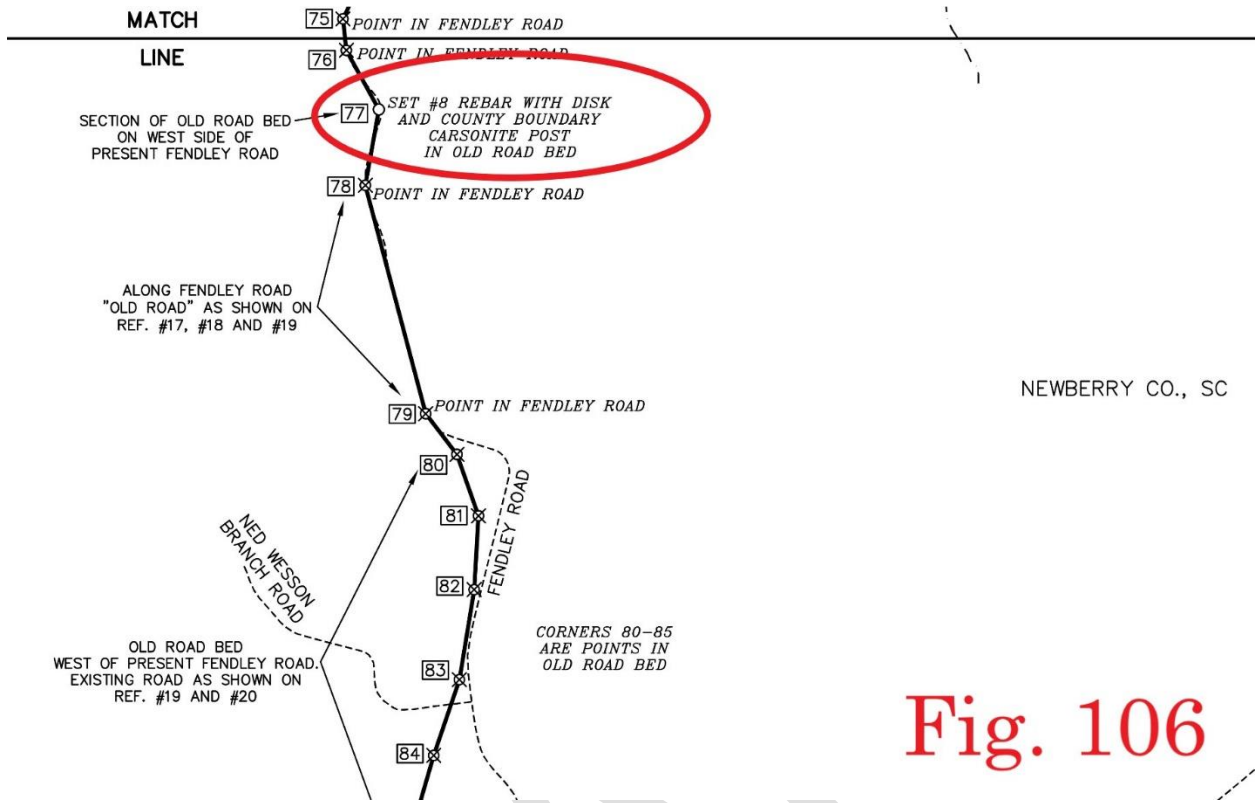 MATCH
LINE
75
POINT IN FENDLEY ROAD
76
POINT IN FENDLEY ROAD
SECTION OF OLD ROAD BED
ON WEST SIDE OF
PRESENT FENDLEY ROAD
77
SET #8 REBAR WITH DISK
AND COUNTY BOUNDARY
CARSONITE POST
IN OLD ROAD BED
78
POINT IN FENDLEY ROAD
ALONG FENDLEY ROAD
"OLD ROAD" AS SHOWN ON
REF. #17, #18 AND #19
NEWBERRY CO., SC
79
POINT IN FENDLEY ROAD
80
81
FENDLEY ROAD
NED WESSON
BRANCH ROAD
82
CORNERS 80-85
ARE POINTS IN
OLD ROAD BED
OLD ROAD BED
WEST OF PRESENT FENDLEY ROAD.
EXISTING ROAD AS SHOWN ON
REF. #19 AND #20
83
84
Fig. 106